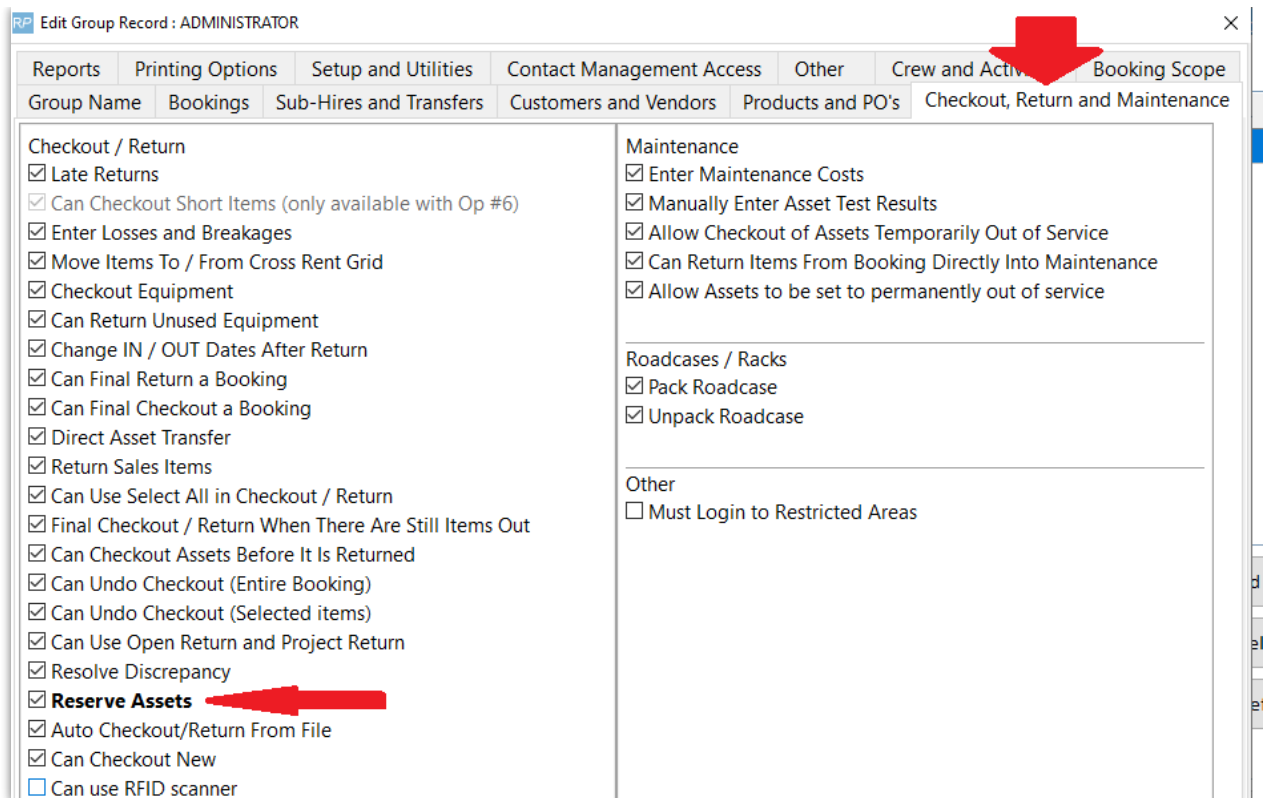 RP Edit Group Record : ADMINISTRATOR
Reports Printing Options Setup and Utilities Contact Management Access Other Crew and Booking Scope
Group Name Bookings Sub-Hires and Transfers Customers and Vendors Products and PO's Checkout, Return and Maintenance
Checkout / Return
Late Returns
Can Checkout Short Items (only available with Op #6)
Enter Losses and Breakages
Move Items To / From Cross Rent Grid
Checkout Equipment
Can Return Unused Equipment
Change IN / OUT Dates After Return
Can Final Return a Booking
Can Final Checkout a Booking
Direct Asset Transfer
Return Sales Items
Can Use Select All in Checkout / Return
Final Checkout / Return When There Are Still Items Out
Can Checkout Assets Before It Is Returned
Can Undo Checkout (Entire Booking)
Can Undo Checkout (Selected items)
Can Use Open Return and Project Return
Resolve Discrepancy
Reserve Assets
Auto Checkout/Return From File
Can Checkout New
Can use RFID scanner
Maintenance
Enter Maintenance Costs
Manually Enter Asset Test Results
Allow Checkout of Assets Temporarily Out of Service
Can Return Items From Booking Directly Into Maintenance
Allow Assets to be set to permanently out of service
Roadcases / Racks
Pack Roadcase
Unpack Roadcase
Other
Must Login to Restricted Areas